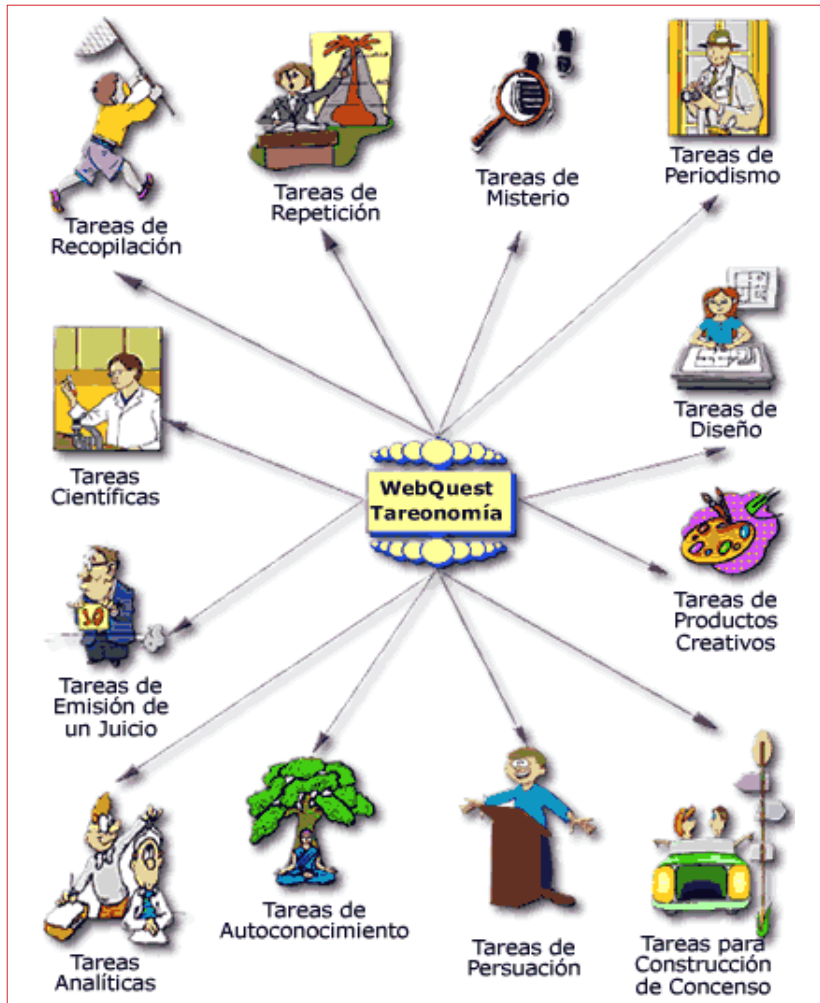 Tareas de
Recopilación
Tareas de
Repetición
Tareas de
Misterio
Tareas de
Periodismo
Tareas
Científicas
WebQuest
Tareonomía
Tareas de
Diseño
Tareas de
Productos
Creativos
10
Tareas de
Emisión de
un Juicio
Tareas
Analíticas
Tareas de
Autoconocimiento
Tareas de
Persuación
Tareas para
Construcción
de Concenso